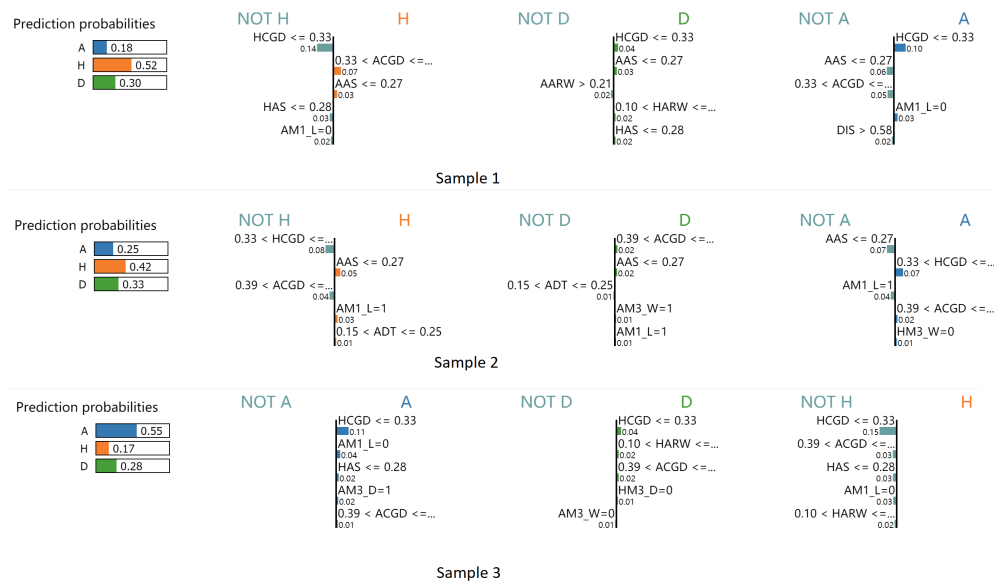 Prediction probabilities
A 0.18
H 0.52
D 0.30
NOT H H
HCGD <= 0.33
0.14
0.33 < ACGD <=...
0.07
AAS <= 0.27
0.03
HAS <= 0.28
0.03
AM1_L=0
0.02
NOT D D
HCGD <= 0.33
0.04
AAS <= 0.27
0.03
AARW > 0.21
0.02
0.10 < HARW <=...
0.02
HAS <= 0.28
0.02
NOT A A
HCGD <= 0.33
0.10
AAS <= 0.27
0.06
0.33 < ACGD <=...
0.05
AM1_L=0
0.03
DIS > 0.58
0.02
Sample 1
Prediction probabilities
A 0.25
H 0.42
D 0.33
NOT H H
0.33 < HCGD <=...
0.08
AAS <= 0.27
0.05
0.39 < ACGD <=...
0.04
AM1_L=1
0.03
0.15 < ADT <= 0.25
0.01
NOT D D
0.39 < ACGD <=...
0.02
AAS <= 0.27
0.02
0.15 < ADT <= 0.25
0.01
AM3_W=1
0.01
AM1_L=1
0.01
NOT A A
AAS <= 0.27
0.07
0.33 < HCGD <=...
0.07
AM1_L=1
0.04
0.39 < ACGD <=...
0.02
HM3_W=0
0.01
Sample 2
Prediction probabilities
A 0.55
H 0.17
D 0.28
NOT A A
HCGD <= 0.33
0.11
AM1_L=0
0.04
HAS <= 0.28
0.02
AM3_D=1
0.02
0.39 < ACGD <=...
0.01
NOT D D
HCGD <= 0.33
0.04
0.10 < HARW <=...
0.02
0.39 < ACGD <=...
0.02
HM3_D=0
0.01
AM3_W=0
0.01
NOT H H
HCGD <= 0.33
0.15
0.39 < ACGD <=...
0.03
HAS <= 0.28
0.03
AM1_L=0
0.03
0.10 < HARW <=...
0.02
Sample 3